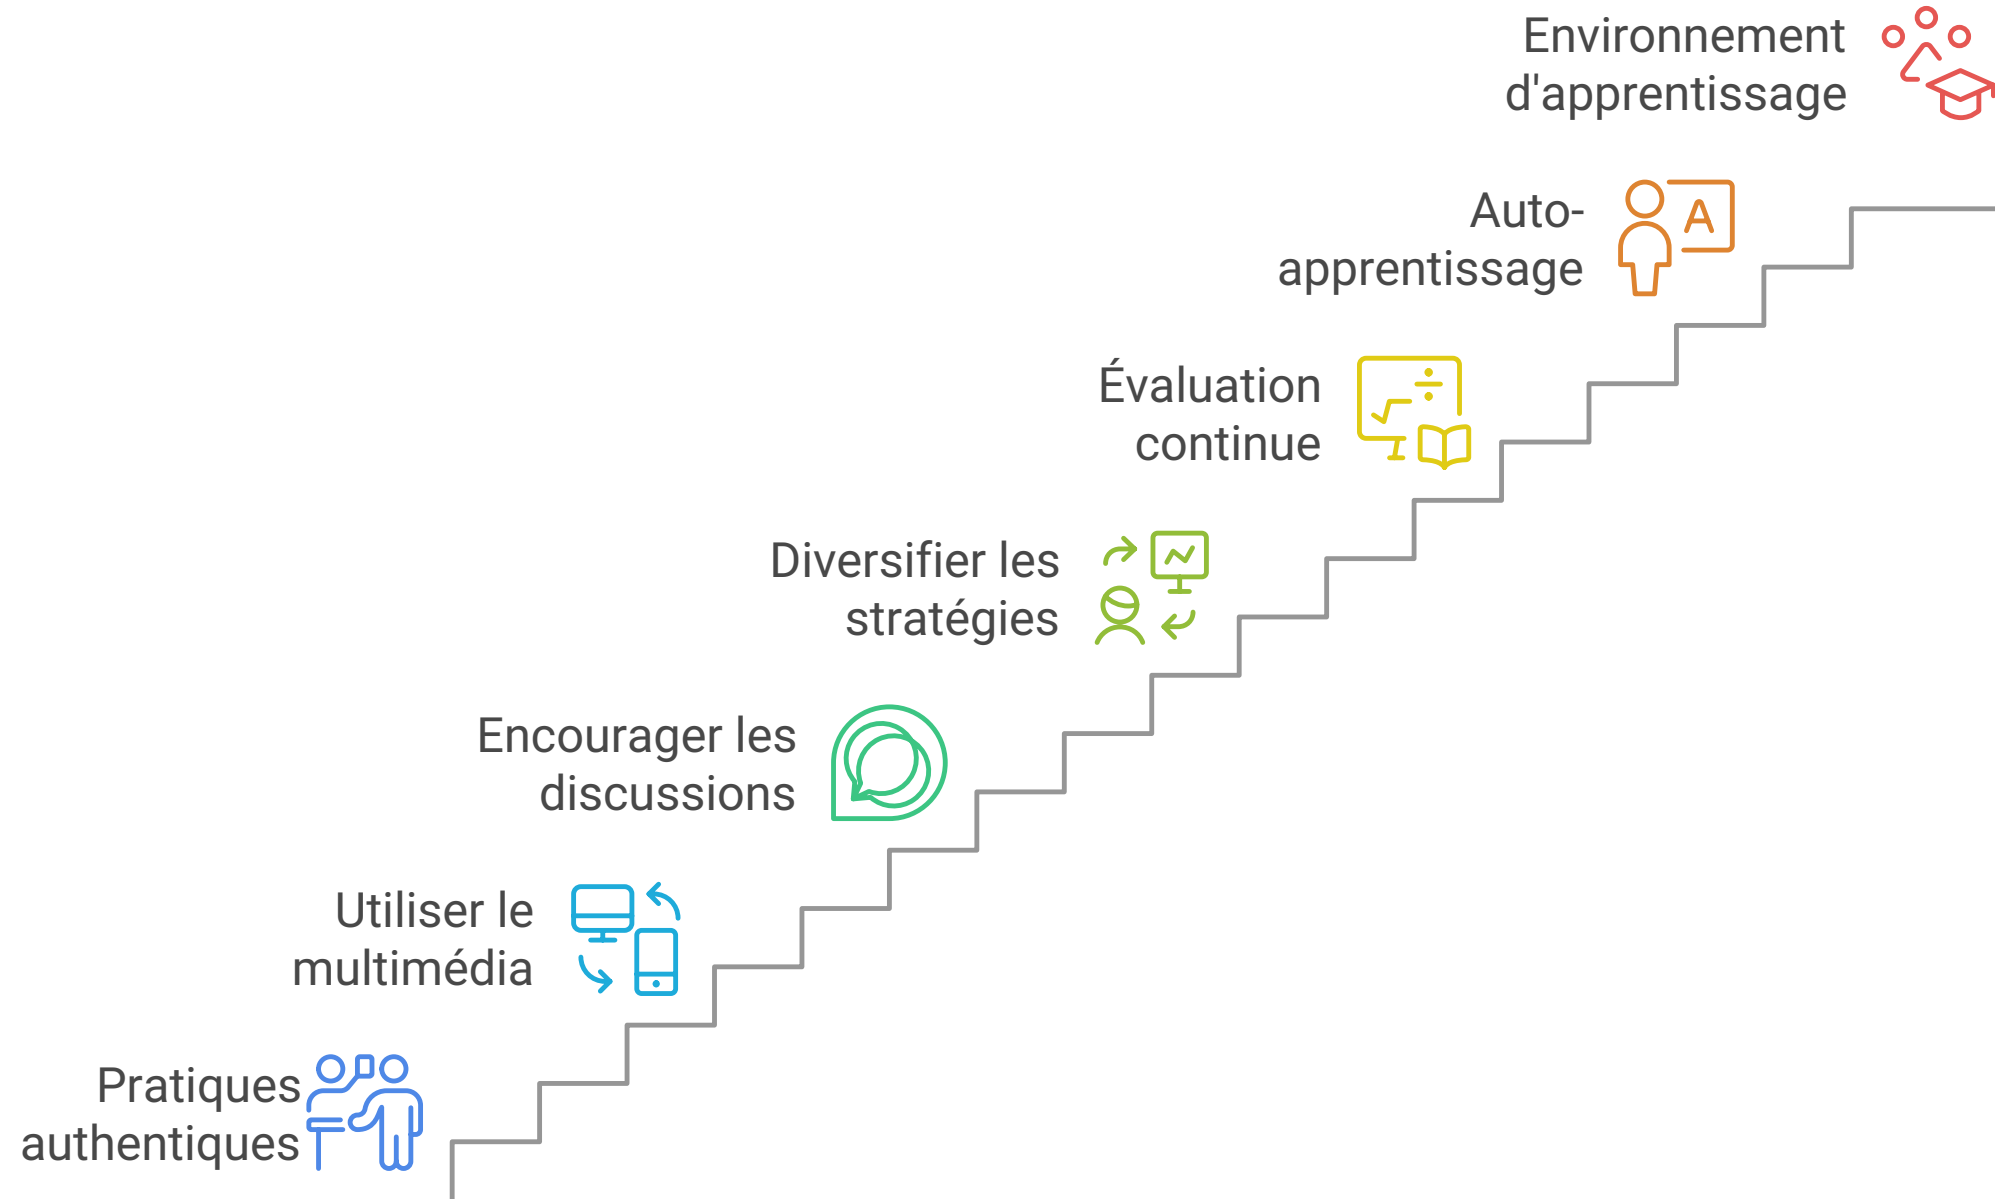 Environnement
d'apprentissage
A
Auto-
apprentissage
Évaluation
continue
Diversifier les
stratégies
Encourager les
discussions
Utiliser le
multimédia
Pratiques
authentiques